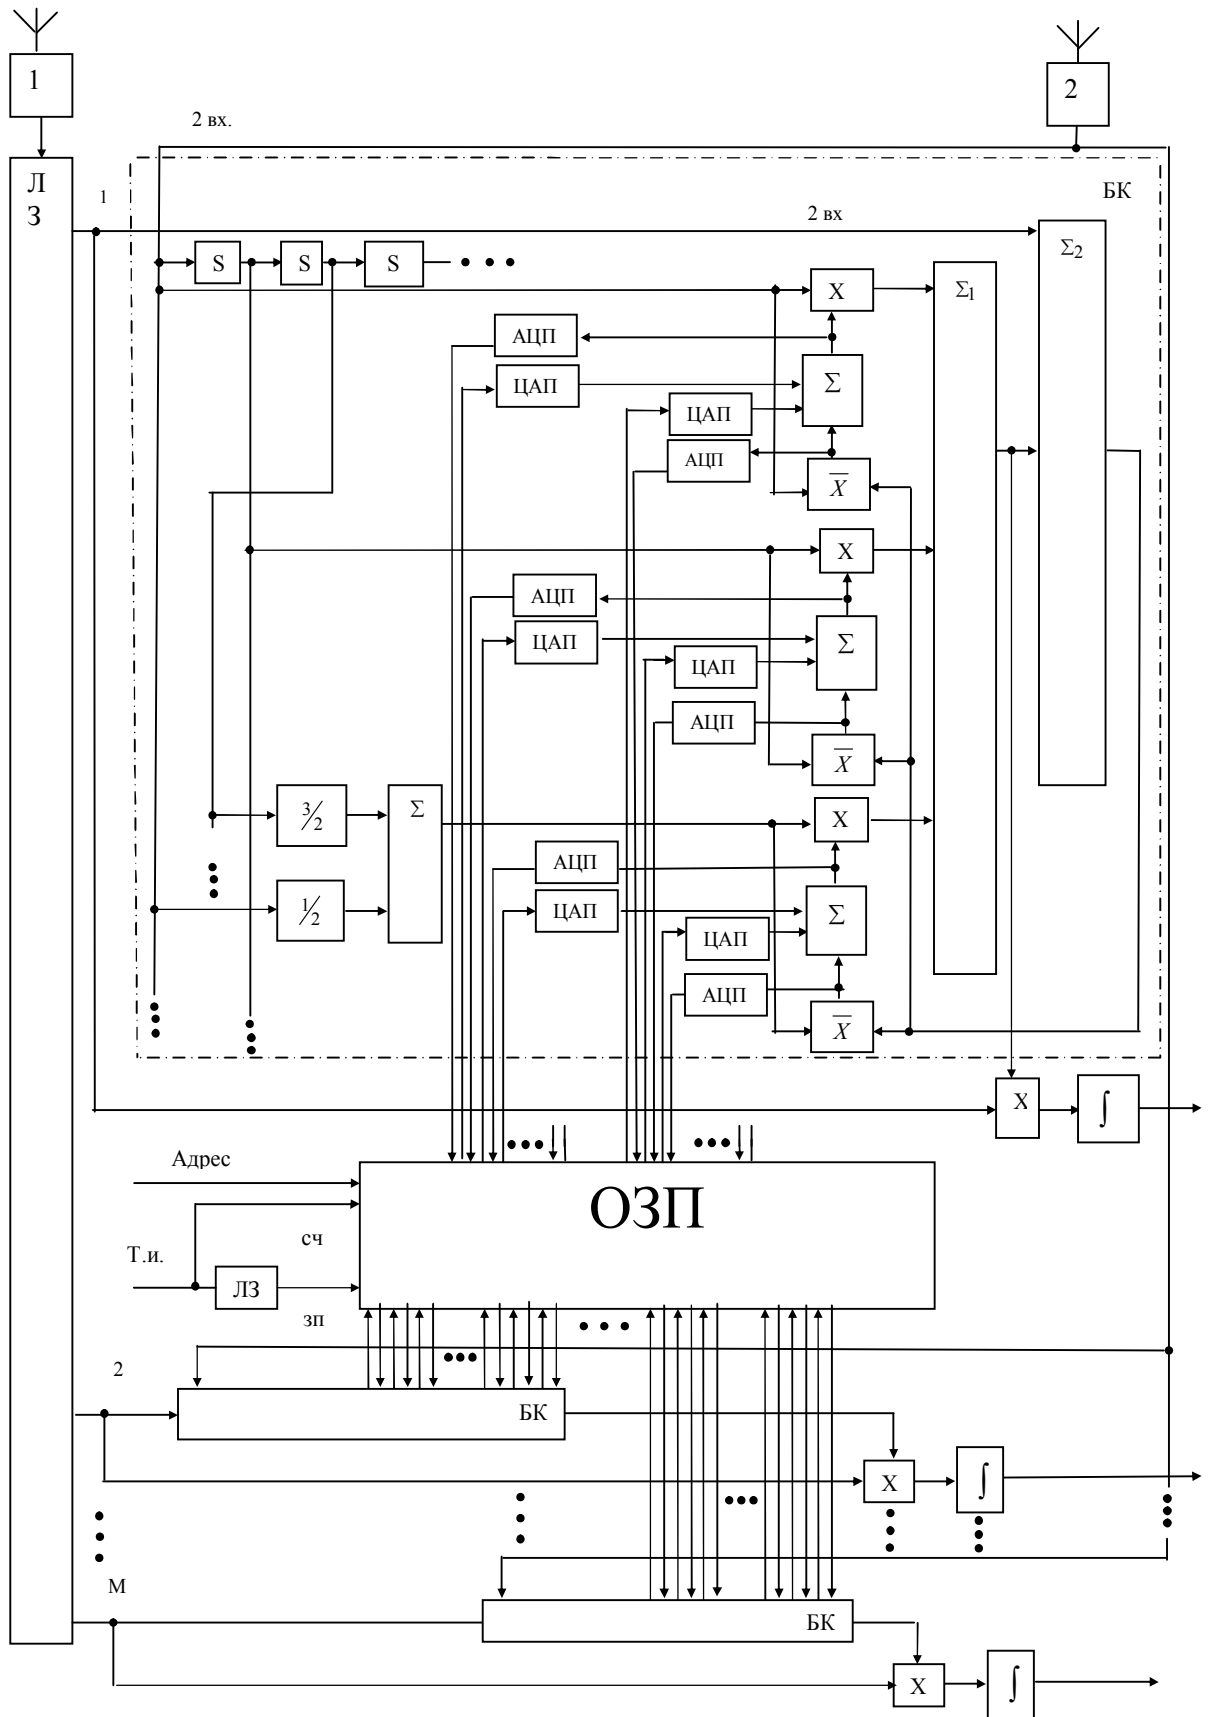 1
2
2 вх.
Л
З
1
БК
2 вх
Σ2
S
S
S
Σ1
X
АЦП
ЦАП
Σ
ЦАП
АЦП
X̅
X
АЦП
ЦАП
Σ
ЦАП
АЦП
X̅
3/2
Σ
X
АЦП
1/2
ЦАП
Σ
ЦАП
АЦП
X̅
X
∫
Адрес
ОЗП
сч
Т.и.
ЛЗ
зп
2
БК
X
∫
М
БК
X
∫